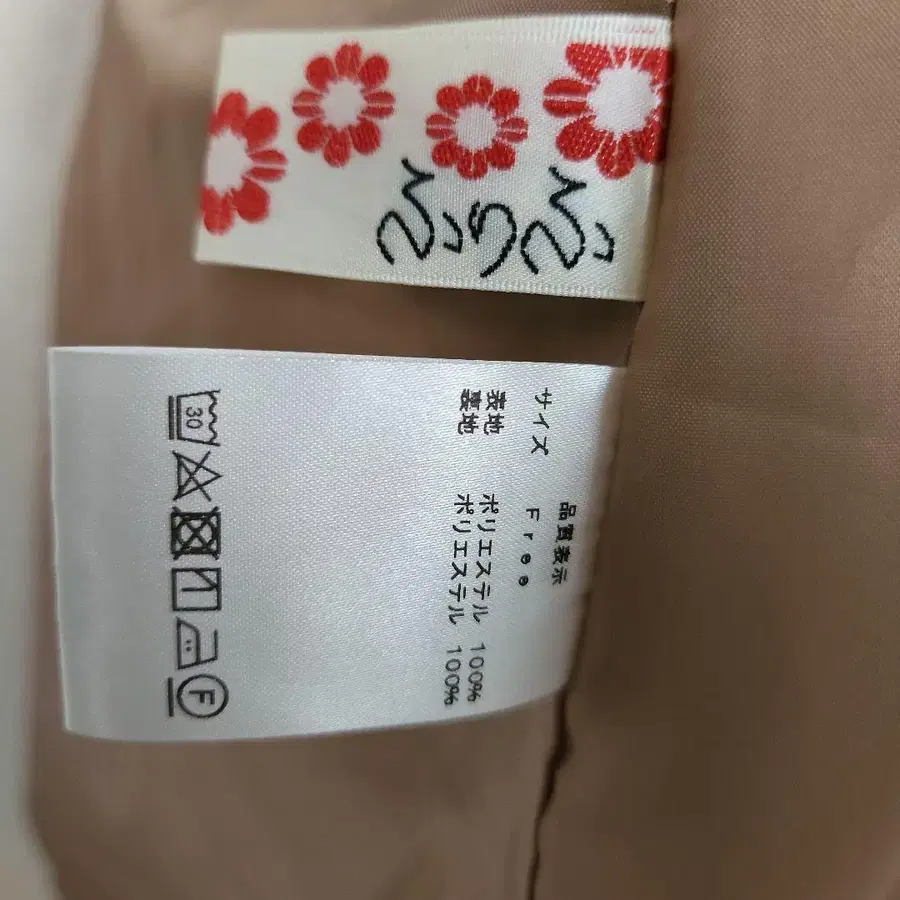 ふりふ
品質表示
サイズ Free
表地 ポリエステル 100%
裏地 ポリエステル 100%
30 F